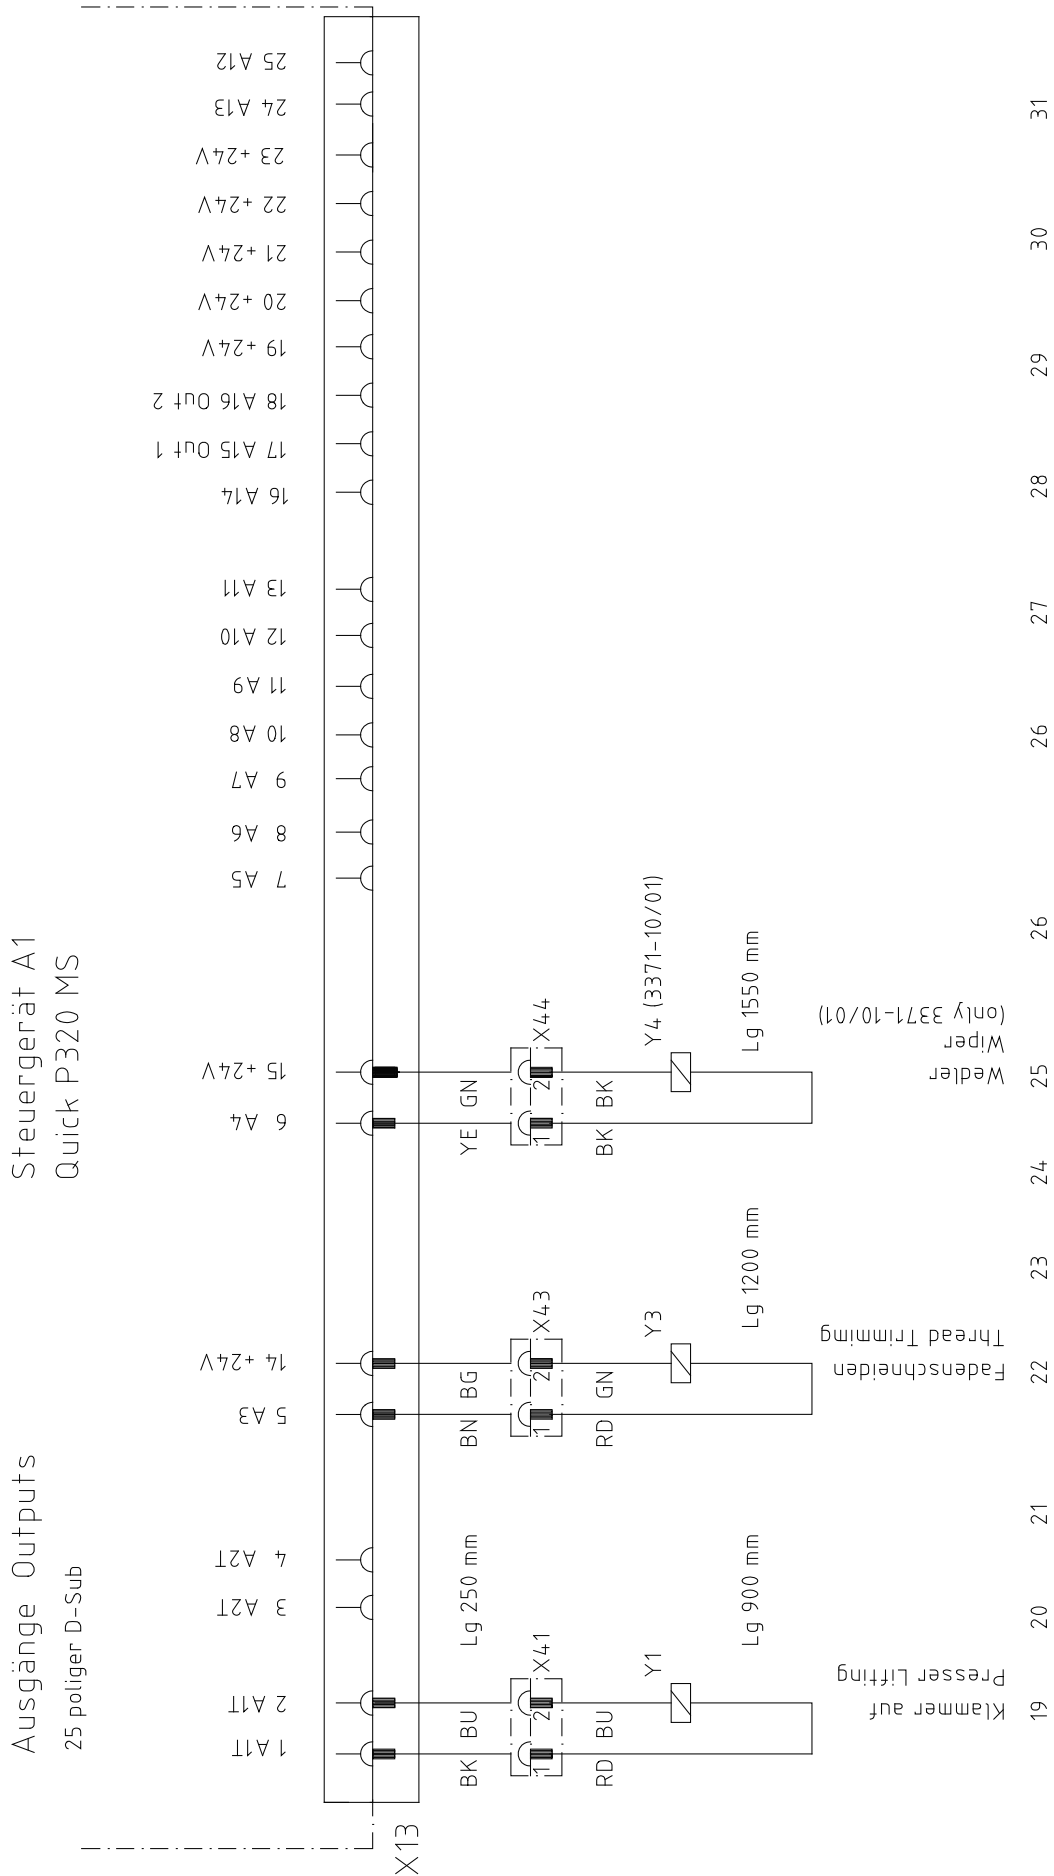 Ausgänge Outputs
25 poliger D-Sub
Steuergerät A1
Quick P320 MS
1 A1T
2 A1T
3 A2T
4 A2T
5 A3
14 +24V
6 A4
15 +24V
7 A5
8 A6
9 A7
10 A8
11 A9
12 A10
13 A11
16 A14
17 A15 Out 1
18 A16 Out 2
19 +24V
20 +24V
21 +24V
22 +24V
23 +24V
24 A13
25 A12
X13
BK
BU
Lg 250 mm
BN
BG
YE
GN
1
2
X41
1
2
X43
1
2
X44
RD
BU
RD
GN
BK
BK
Y1
Y3
Y4 (3371-10/01)
Lg 900 mm
Lg 1200 mm
Lg 1550 mm
Klammer auf
Presser Lifting
Fadenschneiden
Thread Trimming
Wedler
Wiper
(only 3371-10/01)
19
20
21
22
23
24
25
26
26
27
28
29
30
31